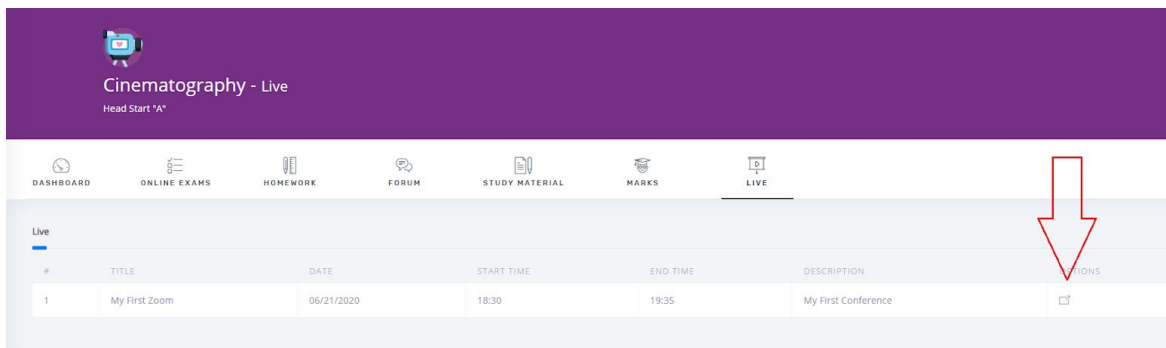 Cinematography - Live
Head Start "A"
DASHBOARD ONLINE EXAMS HOMEWORK FORUM STUDY MATERIAL MARKS LIVE
Live
# TITLE DATE START TIME END TIME DESCRIPTION OPTIONS
1 My First Zoom 06/21/2020 18:30 19:35 My First Conference